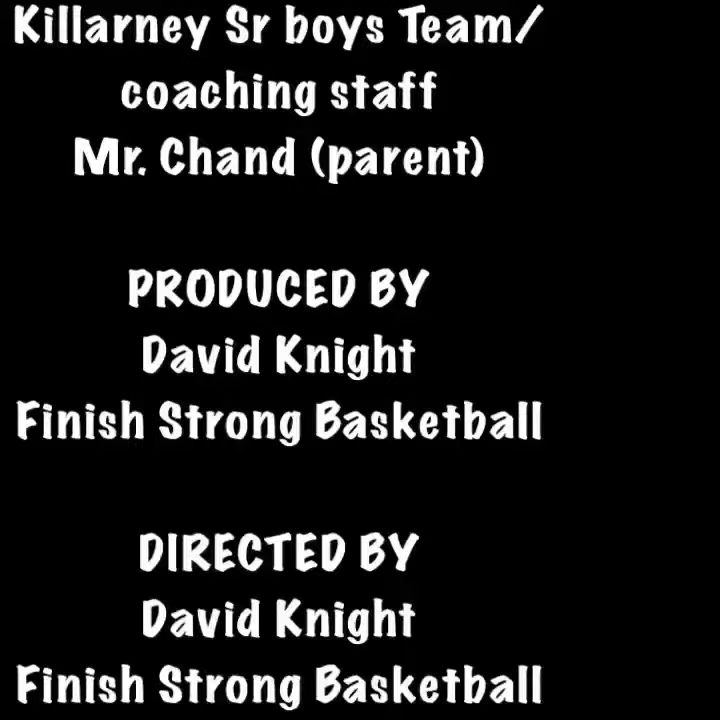 Killarney Sr boys Team/
coaching staff
Mr. Chand (parent)
PRODUCED BY
David Knight
Finish Strong Basketball
DIRECTED BY
David Knight
Finish Strong Basketball